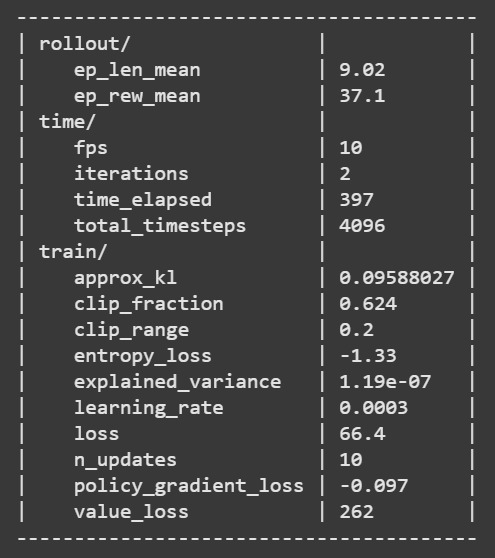 -----------------------------------------
| rollout/                |             |
|    ep_len_mean          | 9.02        |
|    ep_rew_mean          | 37.1        |
| time/                   |             |
|    fps                  | 10          |
|    iterations           | 2           |
|    time_elapsed         | 397         |
|    total_timesteps      | 4096        |
| train/                  |             |
|    approx_kl            | 0.09588027 |
|    clip_fraction        | 0.624       |
|    clip_range           | 0.2         |
|    entropy_loss         | -1.33       |
|    explained_variance   | 1.19e-07    |
|    learning_rate        | 0.0003      |
|    loss                 | 66.4        |
|    n_updates            | 10          |
|    policy_gradient_loss | -0.097      |
|    value_loss           | 262         |
-----------------------------------------